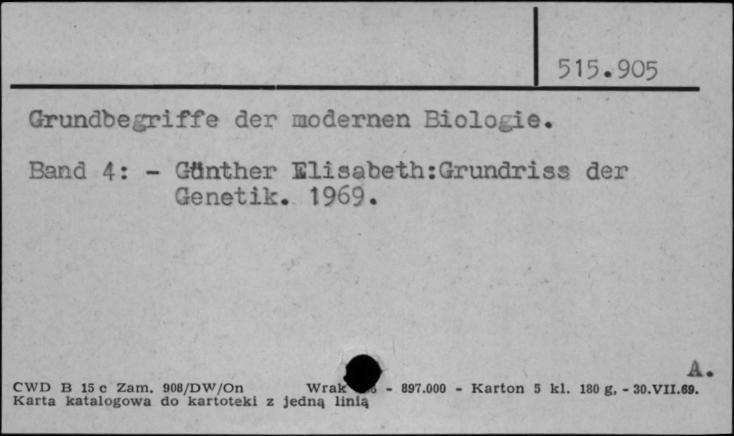 515.905
Grundbegriffe der modernen Biologie.
Band 4: - Günther Elisabeth:Grundriss der
Genetik. 1969.
A.
CWD B 15 c Zam. 908/DW/On Wrak - 897.000 - Karton 5 kl. 180 g. - 30.VII.69.
Karta katalogowa do kartoteki z jedną linią